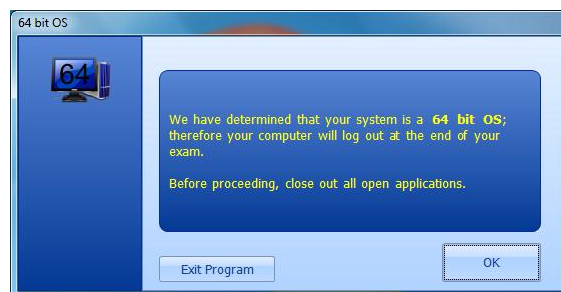 64 bit OS
64
We have determined that your system is a 64 bit OS;
therefore your computer will log out at the end of your
exam.
Before proceeding, close out all open applications.
Exit Program
OK